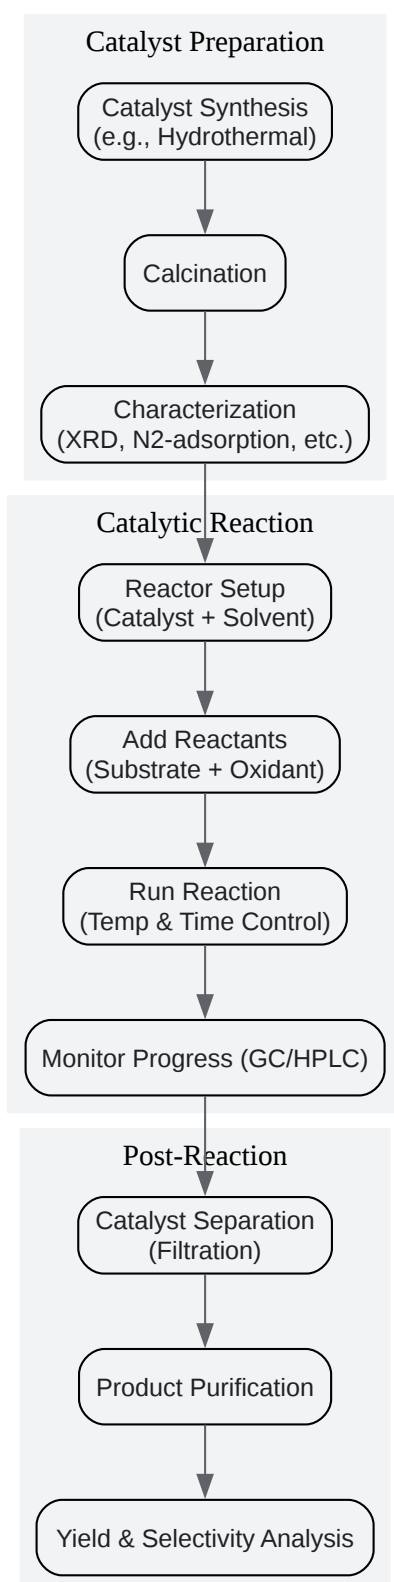 Catalyst Preparation
Catalyst Synthesis
(e.g., Hydrothermal)
Calcination
Characterization
(XRD, N2-adsorption, etc.)
Catalytic Reaction
Reactor Setup
(Catalyst + Solvent)
Add Reactants
(Substrate + Oxidant)
Run Reaction
(Temp & Time Control)
Monitor Progress (GC/HPLC)
Post-Reaction
Catalyst Separation
(Filtration)
Product Purification
Yield & Selectivity Analysis